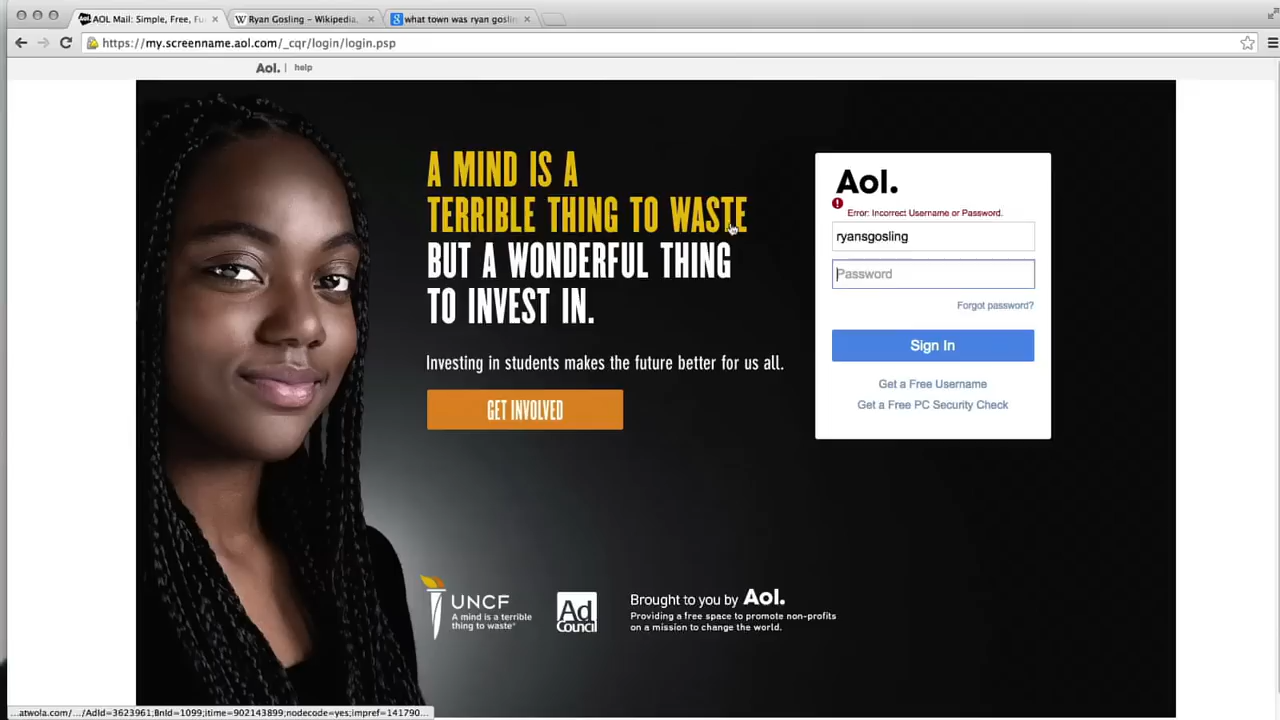 AOL Mail: Simple, Free, Fu
Ryan Gosling - Wikipedia,
what town was ryan gosli
https://my.screenname.aol.com/_cqr/login/login.psp
Aol. | help
A MIND IS A
TERRIBLE THING TO WASTE
BUT A WONDERFUL THING
TO INVEST IN.
Investing in students makes the future better for us all.
GET INVOLVED
UNCF
A mind is a terrible
thing to waste®
Ad
COUNCIL
Brought to you by Aol.
Providing a free space to promote non-profits
on a mission to change the world.
Aol.
Error: Incorrect Username or Password.
ryansgosling
Password
Forgot password?
Sign In
Get a Free Username
Get a Free PC Security Check
...atwola.com/.../AdId=3623961;BnId=1099;itime=902143899;nodecode=yes;impref=141790...